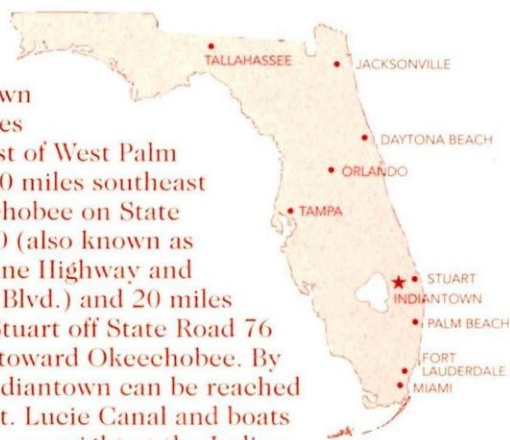 TALLAHASSEE
JACKSONVILLE
DAYTONA BEACH
ORLANDO
TAMPA
STUART
INDIANTOWN
PALM BEACH
FORT
LAUDERDALE
MIAMI
wn
es
st of West Palm
0 miles southeast
chobee on State
0 (also known as
ne Highway and
Blvd.) and 20 miles
Stuart off State Road 76
toward Okeechobee. By
ndiantown can be reached
t. Lucie Canal and boats